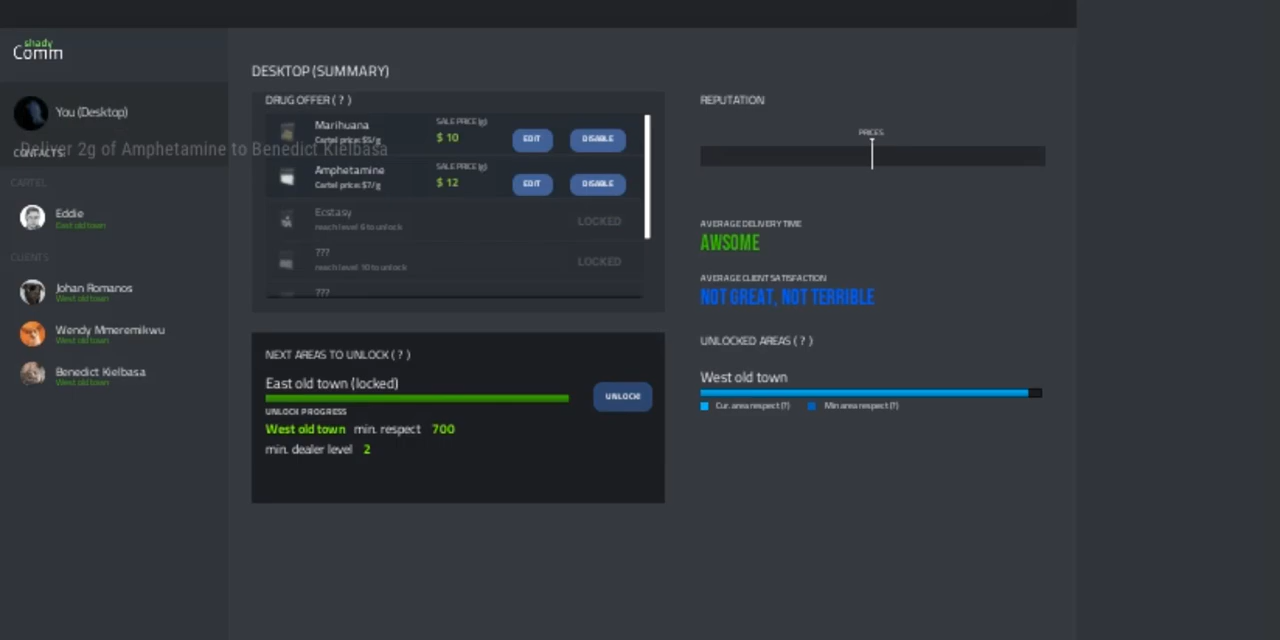 shady
Comm
You (Desktop)
Deliver 2g of Amphetamine to Benedict Kielbasa
CONTACTS:
CARTEL
Eddie
East old town
CLIENTS
Johan Romanos
West old town
Wendy Mmeremikwu
West old town
Benedict Kielbasa
West old town
DESKTOP (SUMMARY)
DRUG OFFER ( ? )
Marihuana
Cartel price: $5/g
SALE PRICE (g)
$ 10
EDIT
DISABLE
Amphetamine
Cartel price: $7/g
SALE PRICE (g)
$ 12
EDIT
DISABLE
Ecstasy
reach level 6 to unlock
LOCKED
???
reach level 10 to unlock
LOCKED
???
NEXT AREAS TO UNLOCK ( ? )
East old town (locked)
UNLOCK
UNLOCK PROGRESS
West old town min. respect 700
min. dealer level 2
REPUTATION
PRICES
AVERAGE DELIVERY TIME
AWSOME
AVERAGE CLIENT SATISFACTION
NOT GREAT, NOT TERRIBLE
UNLOCKED AREAS ( ? )
West old town
Cur. area respect (?)
Min area respect (?)